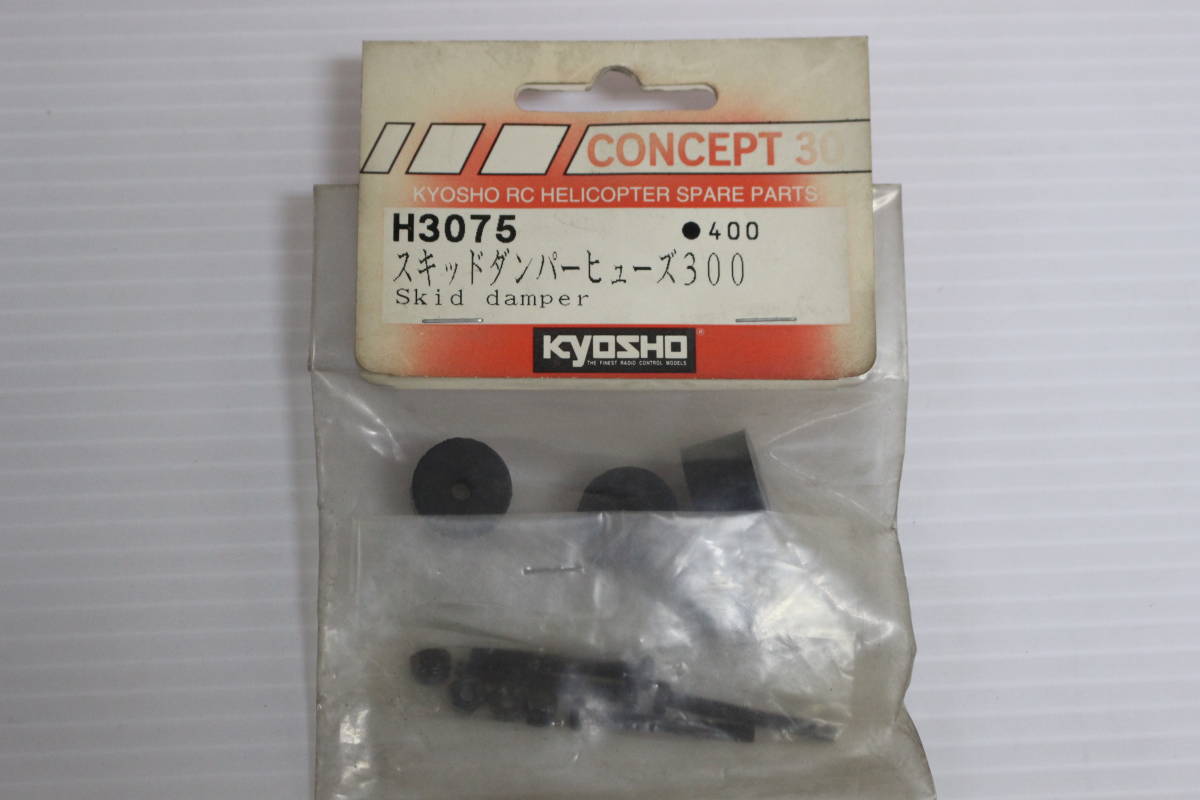 CONCEPT 30
KYOSHO RC HELICOPTER SPARE PARTS
H3075 ●400
スキッドダンパーヒューズ300
Skid damper
KYOSHO ®
THE FINEST RADIO CONTROL MODELS